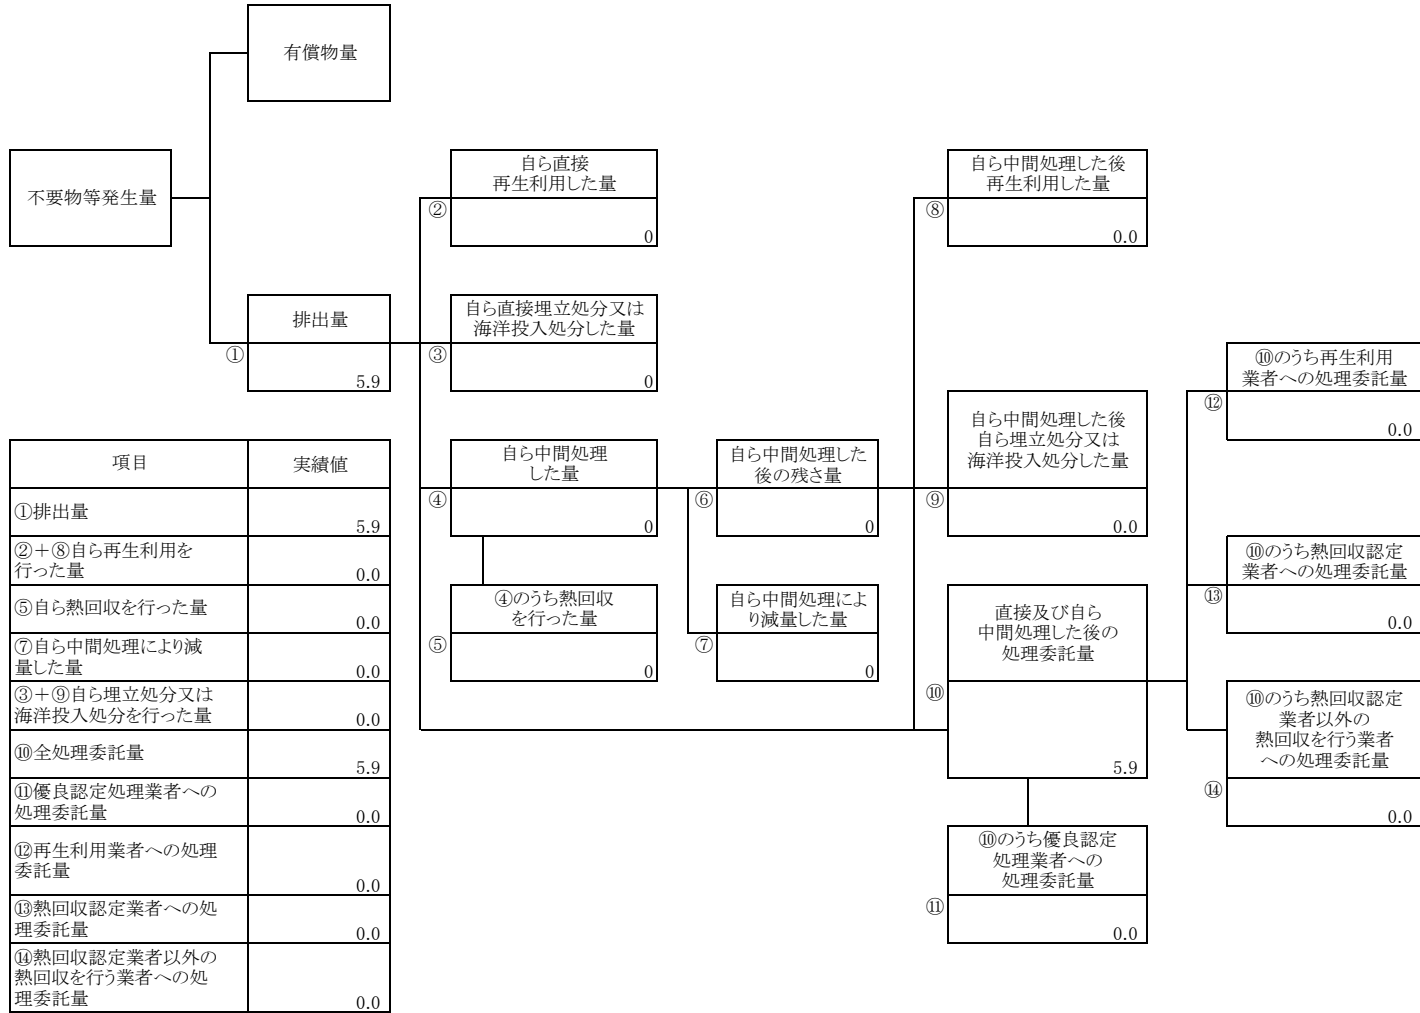 有償物量
不要物等発生量
自ら直接
再生利用した量
②
0
自ら中間処理した後
再生利用した量
⑧
0.0
排出量
①
5.9
自ら直接埋立処分又は
海洋投入処分した量
③
0
⑩のうち再生利用
業者への処理委託量
⑫
0.0
自ら中間処理
した量
④
0
自ら中間処理した
後の残さ量
⑥
0
自ら中間処理した後
自ら埋立処分又は
海洋投入処分した量
⑨
0.0
⑩のうち熱回収認定
業者への処理委託量
⑬
0.0
④のうち熱回収
を行った量
⑤
0
自ら中間処理によ
り減量した量
⑦
0
直接及び自ら
中間処理した後の
処理委託量
⑩
5.9
⑩のうち熱回収認定
業者以外の
熱回収を行う業者
への処理委託量
⑭
0.0
⑩のうち優良認定
処理業者への
処理委託量
⑪
0.0
項目
実績値
①排出量
5.9
②＋⑧自ら再生利用を
行った量
0.0
⑤自ら熱回収を行った量
0.0
⑦自ら中間処理により減
量した量
0.0
③＋⑨自ら埋立処分又は
海洋投入処分を行った量
0.0
⑩全処理委託量
5.9
⑪優良認定処理業者への
処理委託量
0.0
⑫再生利用業者への処理
委託量
0.0
⑬熱回収認定業者への処
理委託量
0.0
⑭熱回収認定業者以外の
熱回収を行う業者への処
理委託量
0.0